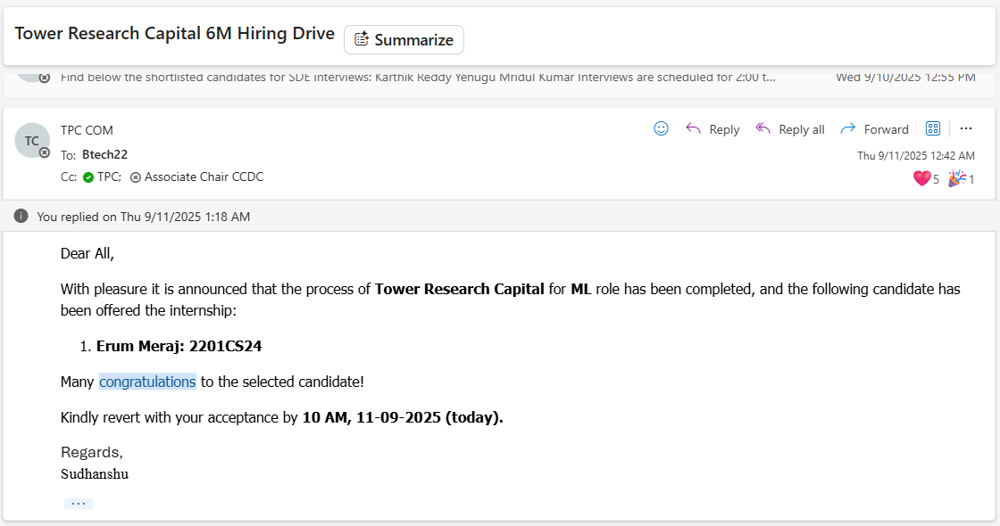 Tower Research Capital 6M Hiring Drive
Summarize
Find below the shortlisted candidates for SDE interviews: Karthik Reddy Yenugu Mridul Kumar Interviews are scheduled for 2:00 t...
Wed 9/10/2025 12:55 PM
TC
TPC COM
Reply
Reply all
Forward
To: Btech22
Thu 9/11/2025 12:42 AM
Cc: TPC; Associate Chair CCDC
5
1
You replied on Thu 9/11/2025 1:18 AM
Dear All,
With pleasure it is announced that the process of Tower Research Capital for ML role has been completed, and the following candidate has
been offered the internship:
1. Erum Meraj: 2201CS24
Many congratulations to the selected candidate!
Kindly revert with your acceptance by 10 AM, 11-09-2025 (today).
Regards,
Sudhanshu
...